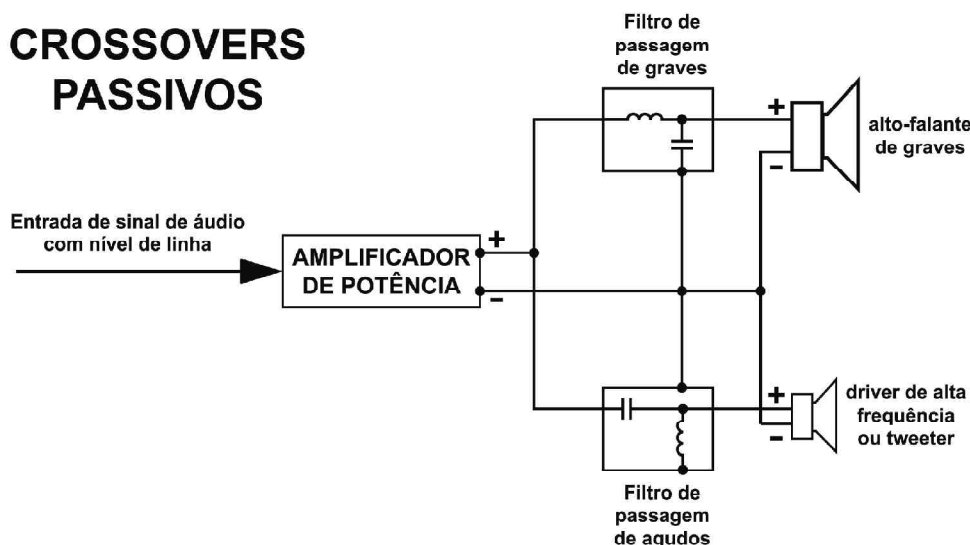 CROSSOVERS
PASSIVOS
Filtro de
passagem
de graves
+
-
alto-falante
de graves
Entrada de sinal de áudio
com nível de linha
AMPLIFICADOR
DE POTÊNCIA
+
-
+
-
driver de alta
frequência
ou tweeter
Filtro de
passagem
de agudos